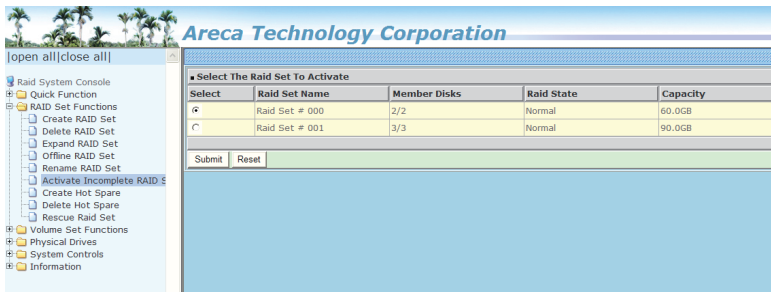 Areca Technology Corporation
|open all|close all|
Raid System Console
Quick Function
RAID Set Functions
Create RAID Set
Delete RAID Set
Expand RAID Set
Offline RAID Set
Rename RAID Set
Activate Incomplete RAID S
Create Hot Spare
Delete Hot Spare
Rescue Raid Set
Volume Set Functions
Physical Drives
System Controls
Information
Select The Raid Set To Activate
Select Raid Set Name Member Disks Raid State Capacity
Raid Set # 000 2/2 Normal 60.0GB
Raid Set # 001 3/3 Normal 90.0GB
Submit Reset